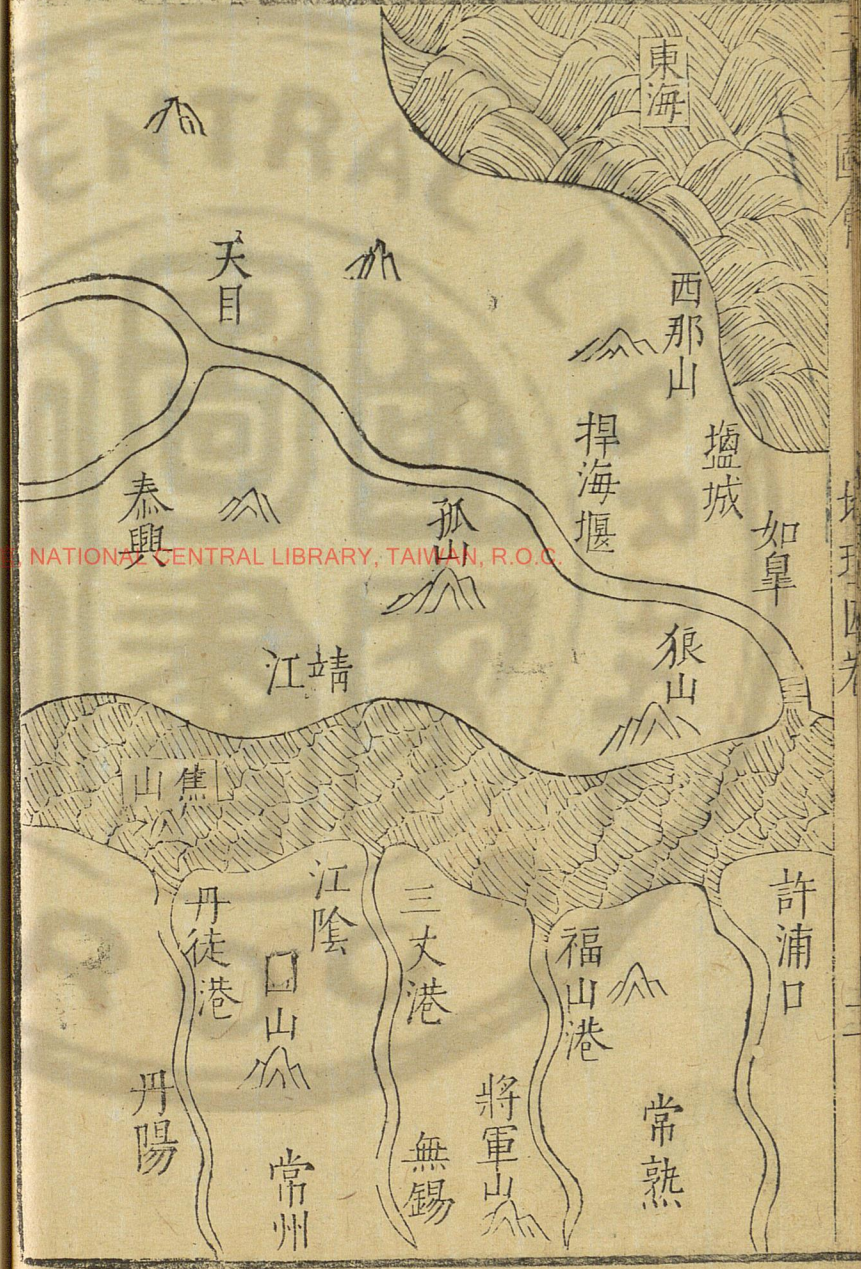 東海
西那山
塩城
如皐
捍海堰
狼山
孤山
天目
泰興
靖江
焦山
許浦口
常熟
福山港
將軍山
三丈港
無錫
江陰
山
常州
丹徒港
丹陽
NATIONAL CENTRAL LIBRARY, TAIWAN, R.O.C.